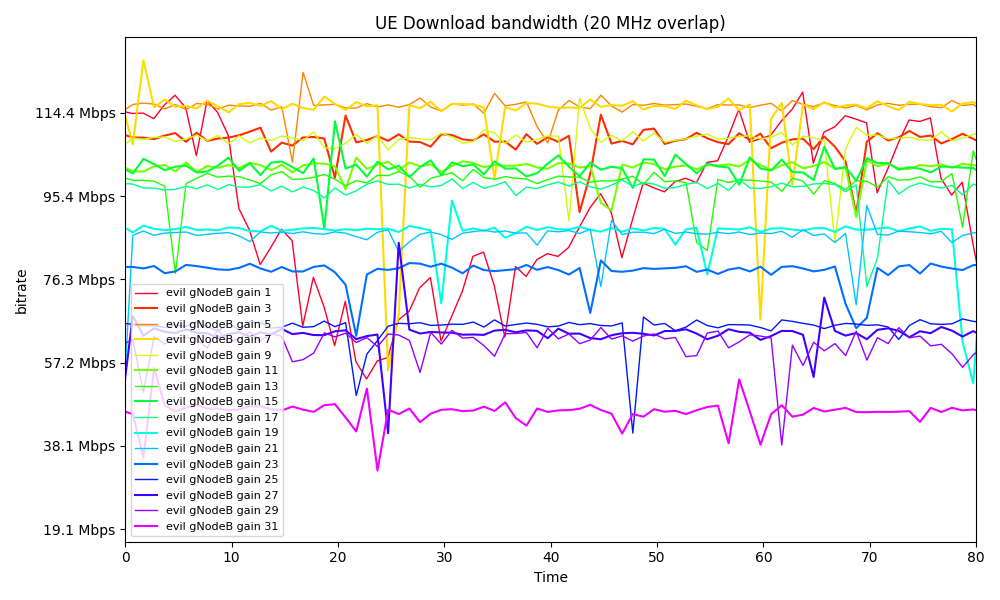 UE Download bandwidth (20 MHz overlap)
bitrate
114.4 Mbps
95.4 Mbps
76.3 Mbps
57.2 Mbps
38.1 Mbps
19.1 Mbps
evil gNodeB gain 1
evil gNodeB gain 3
evil gNodeB gain 5
evil gNodeB gain 7
evil gNodeB gain 9
evil gNodeB gain 11
evil gNodeB gain 13
evil gNodeB gain 15
evil gNodeB gain 17
evil gNodeB gain 19
evil gNodeB gain 21
evil gNodeB gain 23
evil gNodeB gain 25
evil gNodeB gain 27
evil gNodeB gain 29
evil gNodeB gain 31
0 10 20 30 40 50 60 70 80
Time